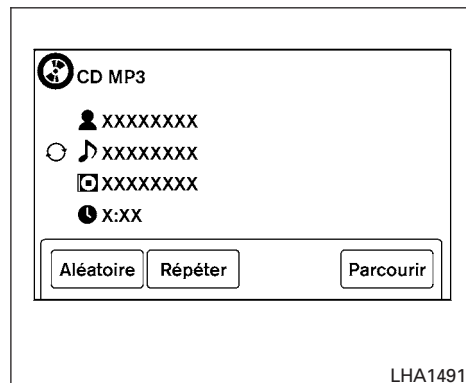 CD MP3
XXXXXXXX
XXXXXXXX
XXXXXXXX
X:XX
Aléatoire Répéter Parcourir
LHA1491